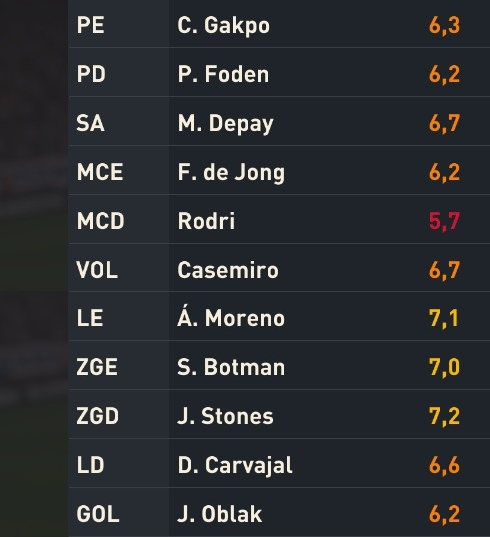 PE C. Gakpo 6,3
PD P. Foden 6,2
SA M. Depay 6,7
MCE F. de Jong 6,2
MCD Rodri 5,7
VOL Casemiro 6,7
LE Á. Moreno 7,1
ZGE S. Botman 7,0
ZGD J. Stones 7,2
LD D. Carvajal 6,6
GOL J. Oblak 6,2